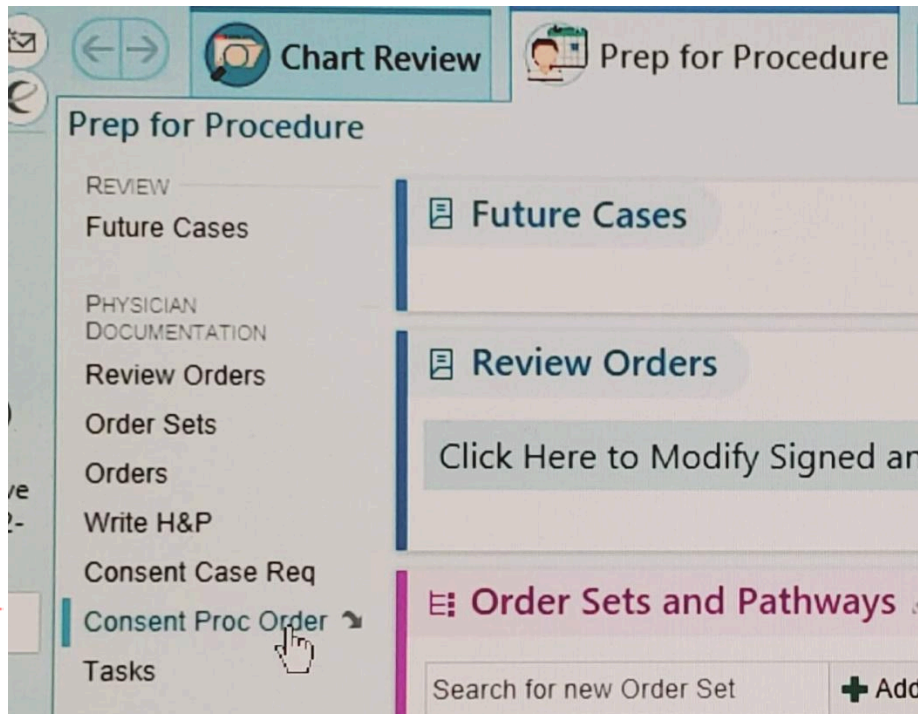 Chart Review
Prep for Procedure
Prep for Procedure
REVIEW
Future Cases
PHYSICIAN
DOCUMENTATION
Review Orders
Order Sets
Orders
Write H&P
Consent Case Req
Consent Proc Order
Tasks
Future Cases
Review Orders
Click Here to Modify Signed
Order Sets and Pathways
Search for new Order Set
Add